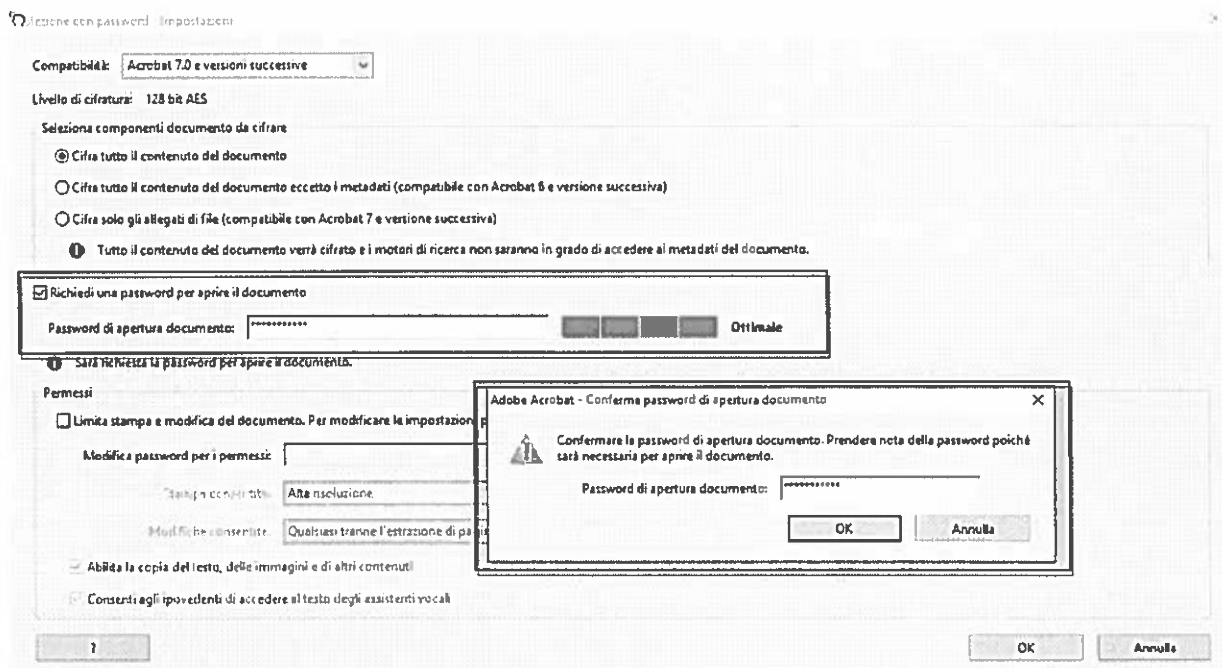 con password - Impostazioni
Compatibilità: Acrobat 7.0 e versioni successive
Livello di cifratura: 128 bit AES
Seleziona componenti documento da cifrare
Cifra tutto il contenuto del documento
Cifra tutto il contenuto del documento eccetto i metadati (compatibile con Acrobat 6 e versione successiva)
Cifra solo gli allegati di file (compatibile con Acrobat 7 e versione successiva)
Tutto il contenuto del documento verrà cifrato e i motori di ricerca non saranno in grado di accedere ai metadati del documento.
Richiedi una password per aprire il documento
Password di apertura documento: *********** Ottimale
Sarà richiesta la password per aprire il documento.
Permessi
Limita stampa e modifica del documento. Per modificare le impostazioni p
Modifica password per i permessi:
Stampa consentita: Alta risoluzione
Modifiche consentite: Qualsiasi tranne l'estrazione di pagi
Abilita la copia del testo, delle immagini e di altri contenuti
Consenti agli ipovedenti di accedere al testo degli assistenti vocali
Adobe Acrobat - Conferma password di apertura documento
Confermare la password di apertura documento. Prendere nota della password poiché
sarà necessaria per aprire il documento.
Password di apertura documento: ***********
OK Annulla
? OK Annulla